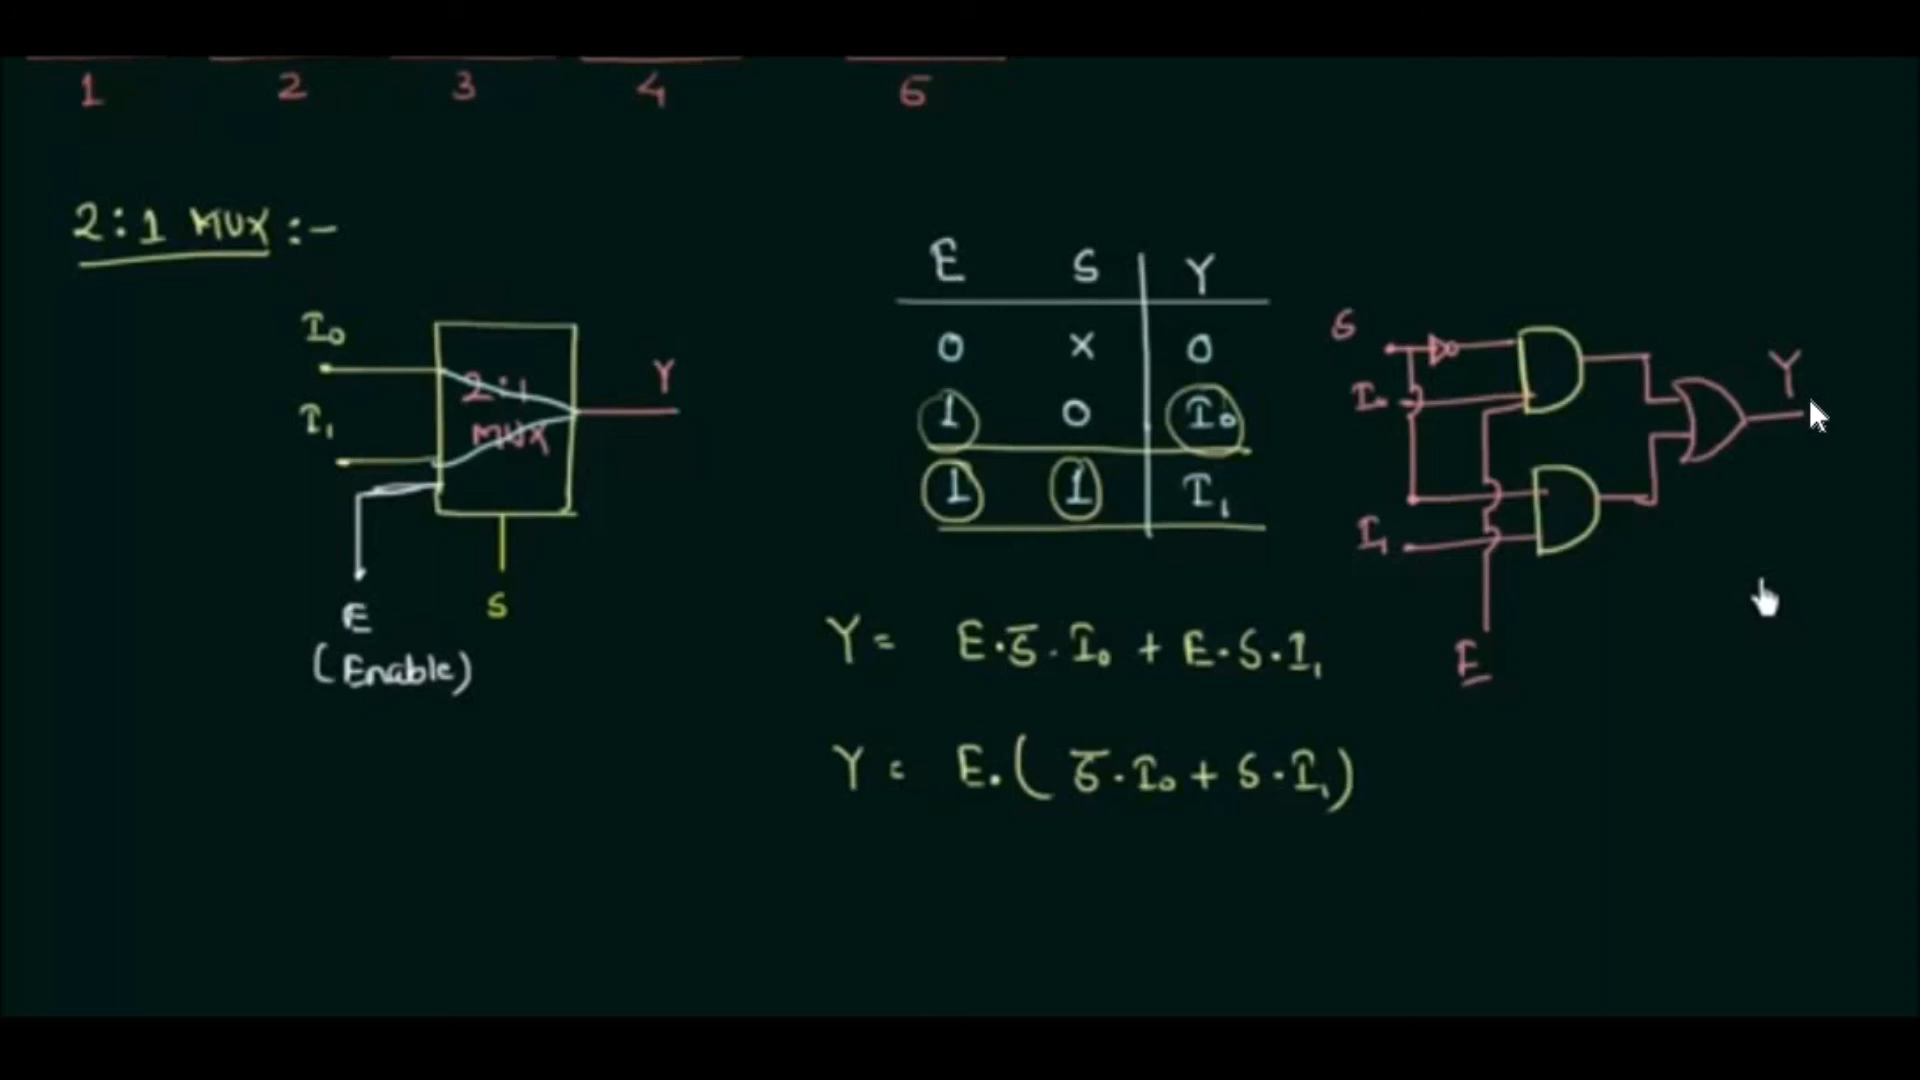 1 2 3 4 5
2:1 MUX :-
I₀
I₁
2:1
MUX
Y
E
(Enable)
S
E S Y
0 X 0
1 0 I₀
1 1 I₁
Y = E·S̅·I₀ + E·S·I₁
Y = E.(S̅·I₀ + S·I₁)
S
I₀
I₁
E
Y